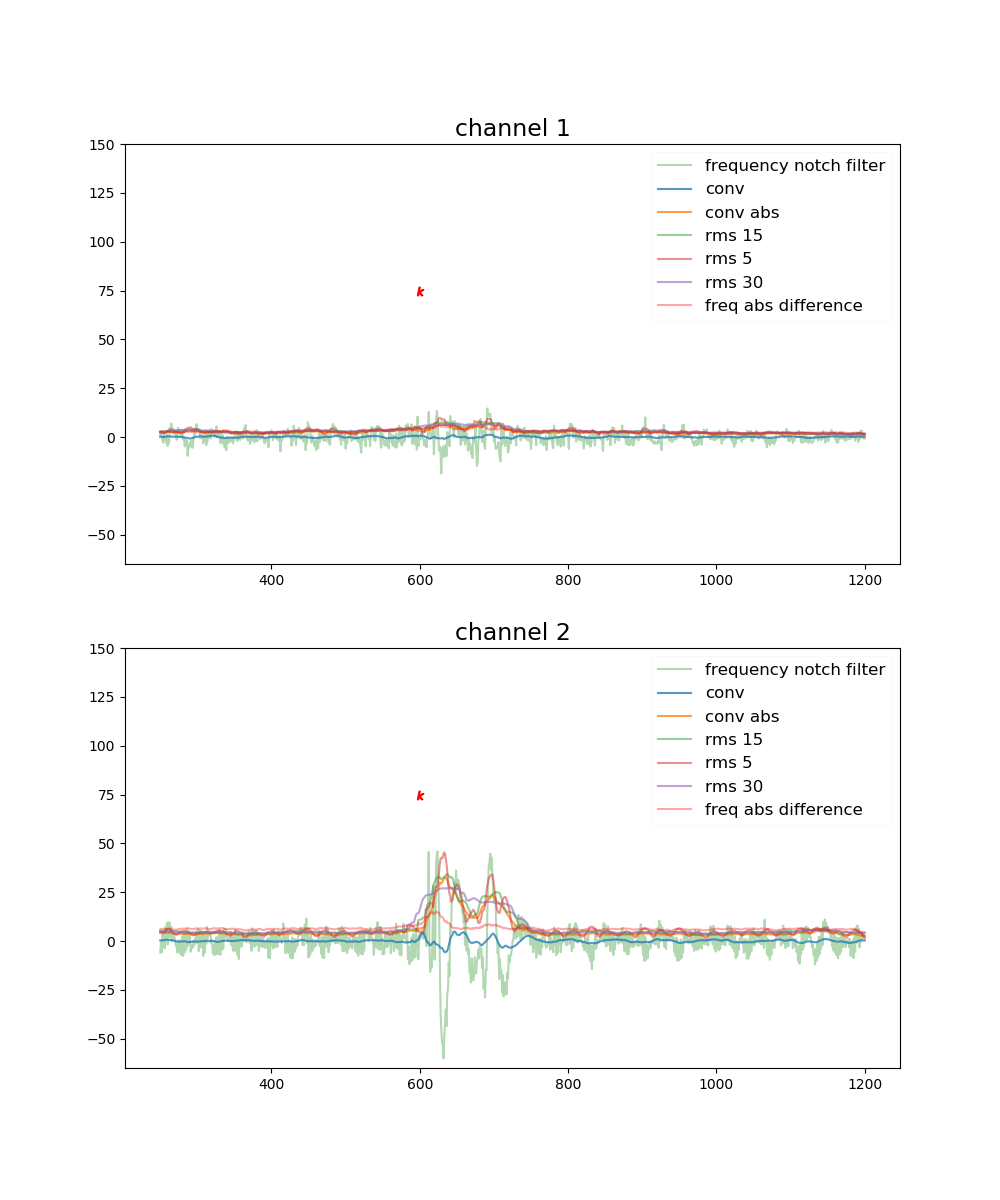 channel 1
150
125
100
75
50
25
0
−25
−50
frequency notch filter
conv
conv abs
rms 15
rms 5
rms 30
freq abs difference
k
400 600 800 1000 1200
channel 2
150
125
100
75
50
25
0
−25
−50
frequency notch filter
conv
conv abs
rms 15
rms 5
rms 30
freq abs difference
k
400 600 800 1000 1200